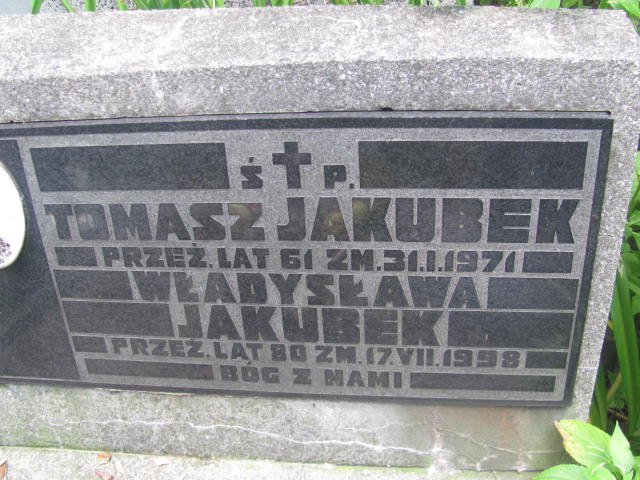 Ś † P.
TOMASZ JAKUBEK
PRZEŻ. LAT 61 ZM. 31.I.1971
WŁADYSŁAWA
JAKUBEK
PRZEŻ. LAT 80 ZM. 17.VII.1998
BÓG Z NAMI